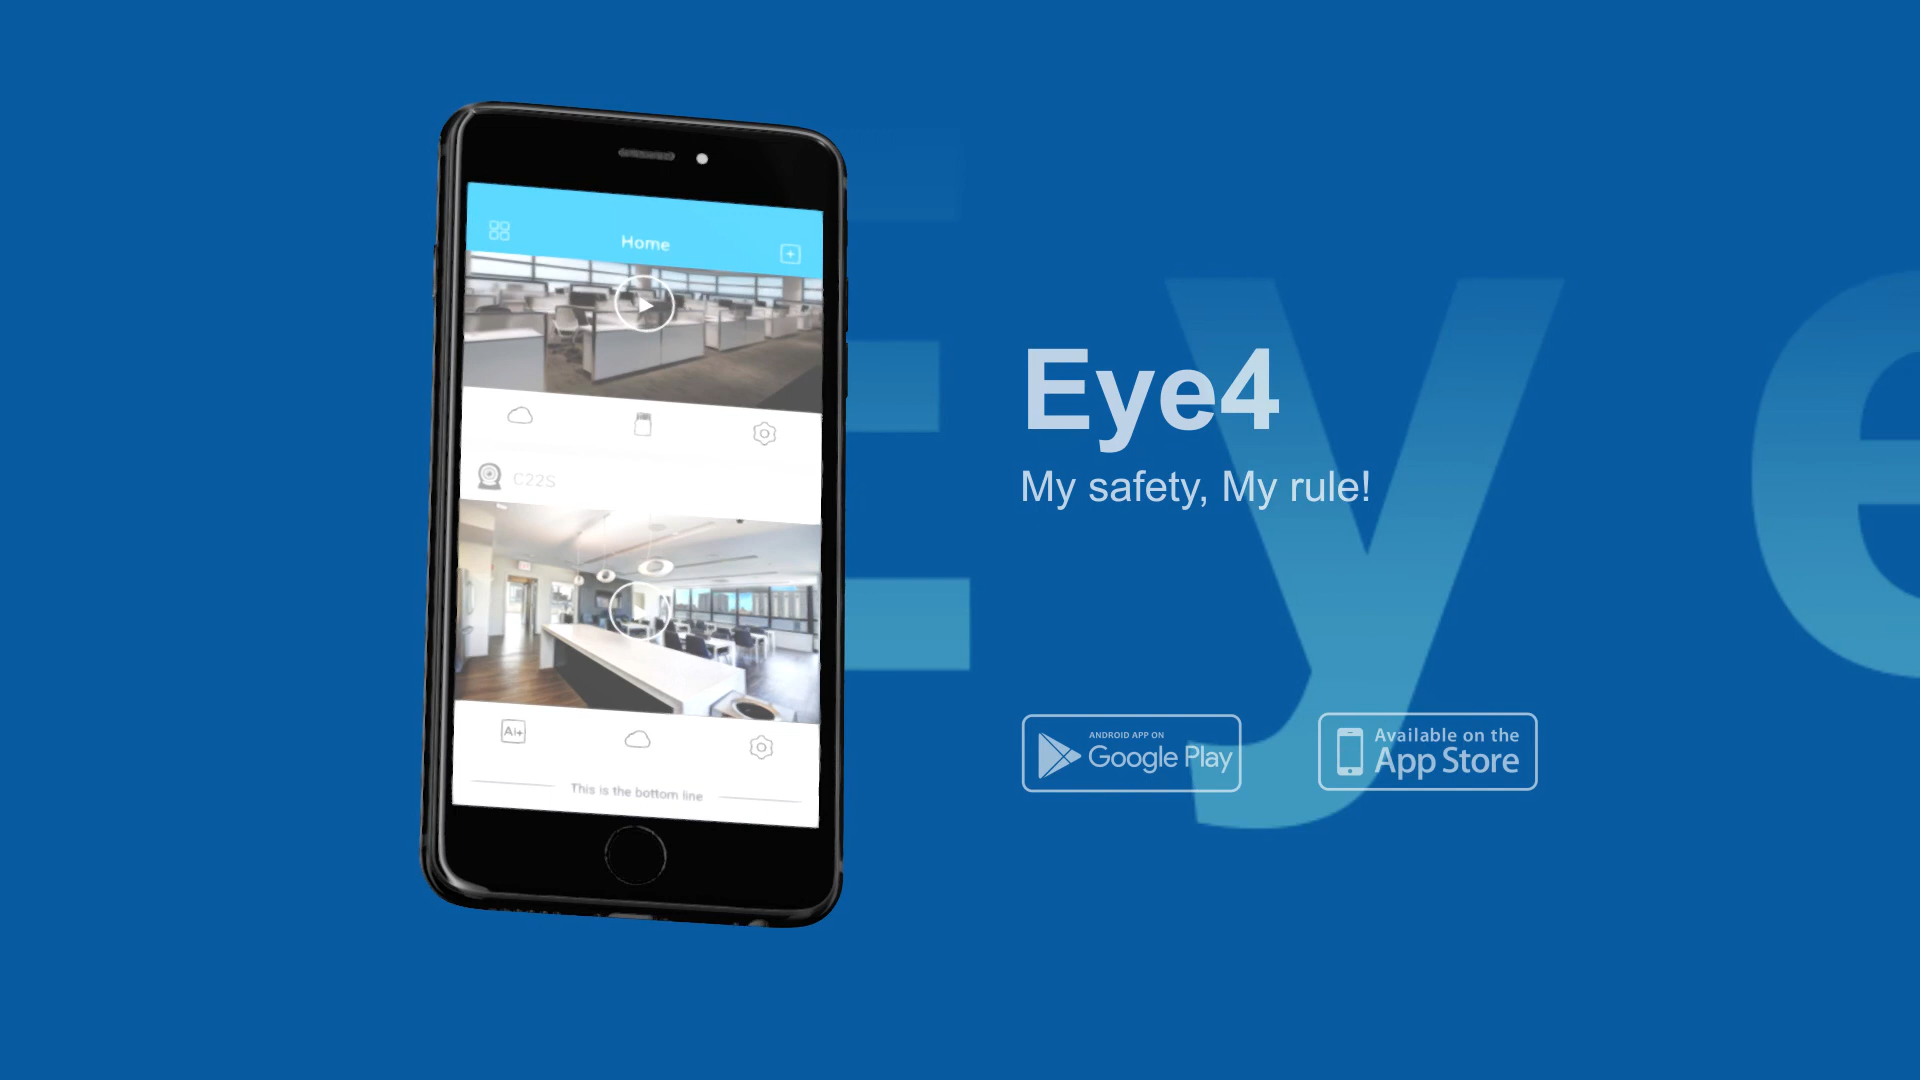 Home
C22S
Ai+
This is the bottom line
Eye
Eye4
My safety, My rule!
ANDROID APP ON
Google Play
Available on the
App Store